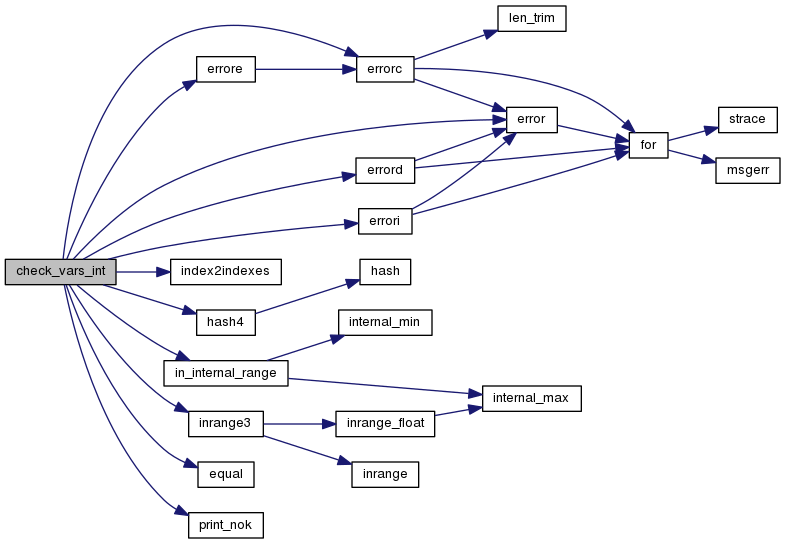 len_trim
errore
errorc
error
strace
for
msgerr
errord
errori
check_vars_int
index2indexes
hash
hash4
internal_min
in_internal_range
internal_max
inrange3
inrange_float
equal
inrange
print_nok